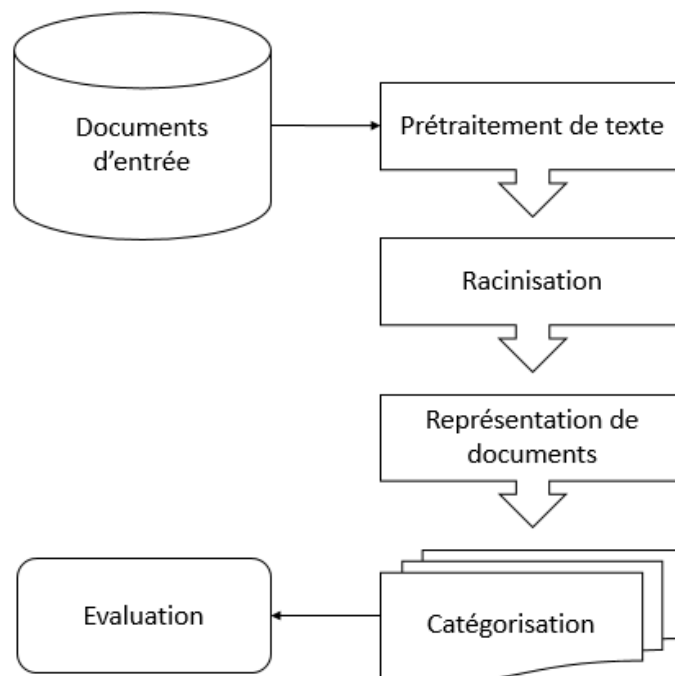 Documents
d'entrée
Prétraitement de texte
Racinisation
Représentation de
documents
Catégorisation
Evaluation